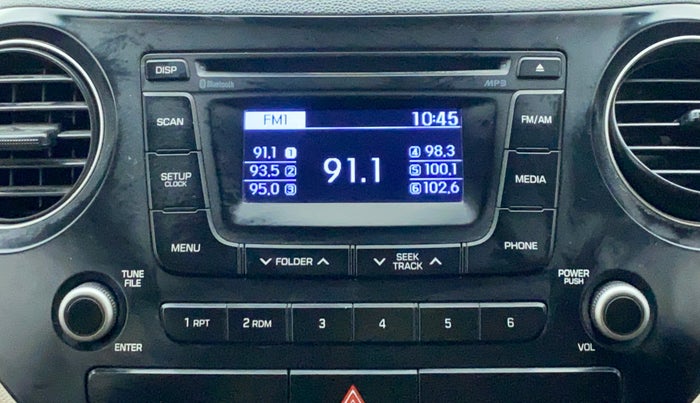 DISP
Bluetooth
MP3
SCAN
FM1 10:45
FM/AM
91.1 1 91.1 4 98.3
93.5 2 5 100.1
95.0 3 6 102.6
SETUP
CLOCK
MEDIA
MENU
FOLDER
SEEK
TRACK
PHONE
TUNE
FILE
POWER
PUSH
1 RPT 2 RDM 3 4 5 6
ENTER
VOL